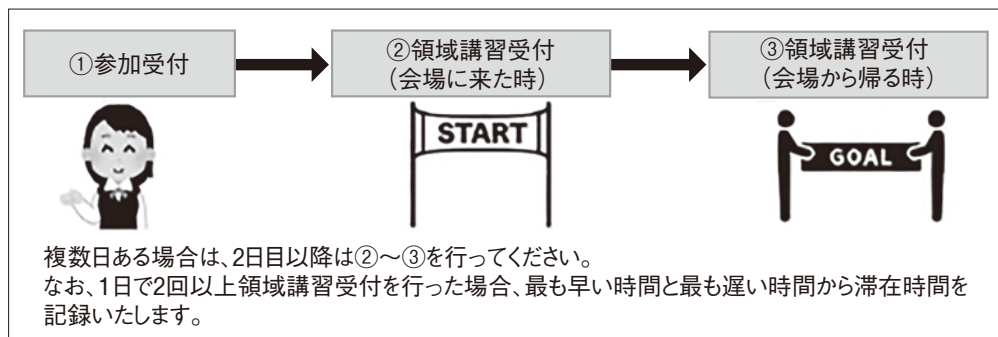 ①参加受付
②領域講習受付
（会場に来た時）
③領域講習受付
（会場から帰る時）
START
GOAL
複数日ある場合は、2日目以降は②～③を行ってください。
なお、1日で2回以上領域講習受付を行った場合、最も早い時間と最も遅い時間から滞在時間を
記録いたします。